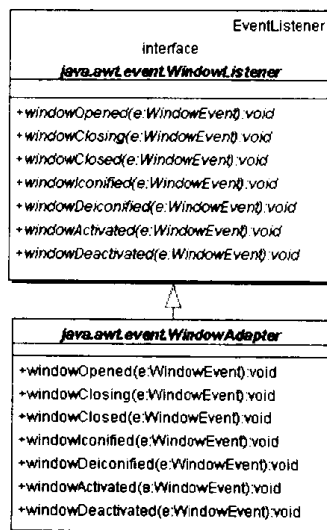 EventListener
interface
java.awt.event.WindowListener
+windowOpened(e:WindowEvent):void
+windowClosing(e:WindowEvent):void
+windowClosed(e:WindowEvent):void
+windowIconified(e:WindowEvent):void
+windowDeiconified(e:WindowEvent):void
+windowActivated(e:WindowEvent):void
+windowDeactivated(e:WindowEvent):void
java.awt.event.WindowAdapter
+windowOpened(e:WindowEvent):void
+windowClosing(e:WindowEvent):void
+windowClosed(e:WindowEvent):void
+windowIconified(e:WindowEvent):void
+windowDeiconified(e:WindowEvent):void
+windowActivated(e:WindowEvent):void
+windowDeactivated(e:WindowEvent):void